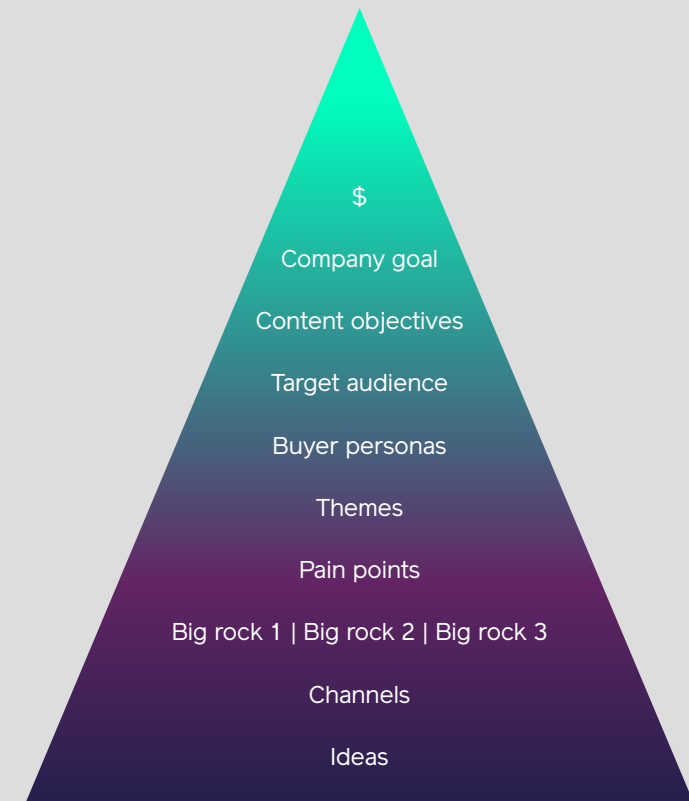 $
Company goal
Content objectives
Target audience
Buyer personas
Themes
Pain points
Big rock 1 | Big rock 2 | Big rock 3
Channels
Ideas